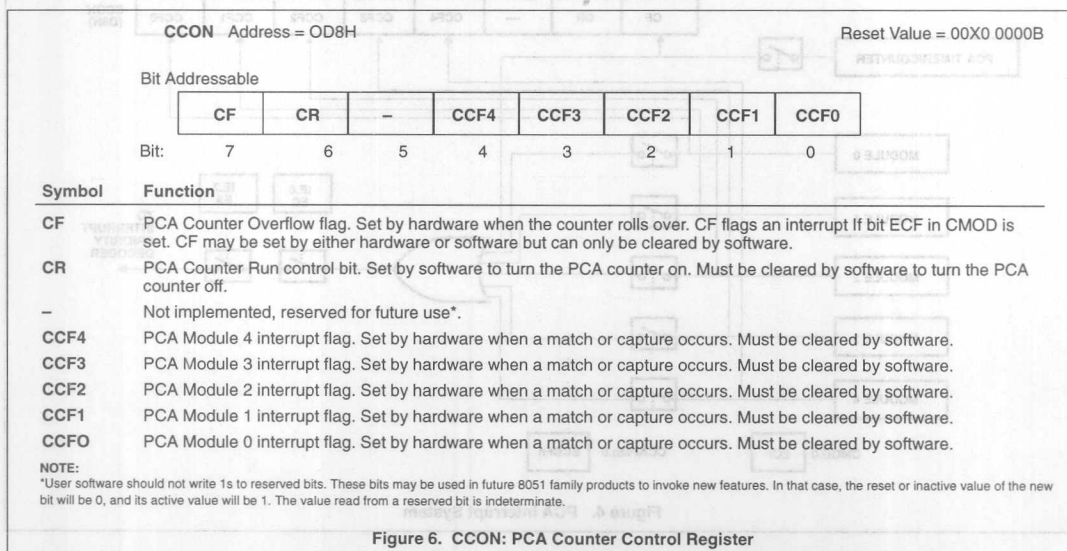 CCON Address = OD8H Reset Value = 00X0 0000B
Bit Addressable
CF CR – CCF4 CCF3 CCF2 CCF1 CCF0
Bit: 7 6 5 4 3 2 1 0
Symbol Function
CF PCA Counter Overflow flag. Set by hardware when the counter rolls over. CF flags an interrupt If bit ECF in CMOD is
set. CF may be set by either hardware or software but can only be cleared by software.
CR PCA Counter Run control bit. Set by software to turn the PCA counter on. Must be cleared by software to turn the PCA
counter off.
– Not implemented, reserved for future use*.
CCF4 PCA Module 4 interrupt flag. Set by hardware when a match or capture occurs. Must be cleared by software.
CCF3 PCA Module 3 interrupt flag. Set by hardware when a match or capture occurs. Must be cleared by software.
CCF2 PCA Module 2 interrupt flag. Set by hardware when a match or capture occurs. Must be cleared by software.
CCF1 PCA Module 1 interrupt flag. Set by hardware when a match or capture occurs. Must be cleared by software.
CCFO PCA Module 0 interrupt flag. Set by hardware when a match or capture occurs. Must be cleared by software.
NOTE:
*User software should not write 1s to reserved bits. These bits may be used in future 8051 family products to invoke new features. In that case, the reset or inactive value of the new
bit will be 0, and its active value will be 1. The value read from a reserved bit is indeterminate.
Figure 6. CCON: PCA Counter Control Register